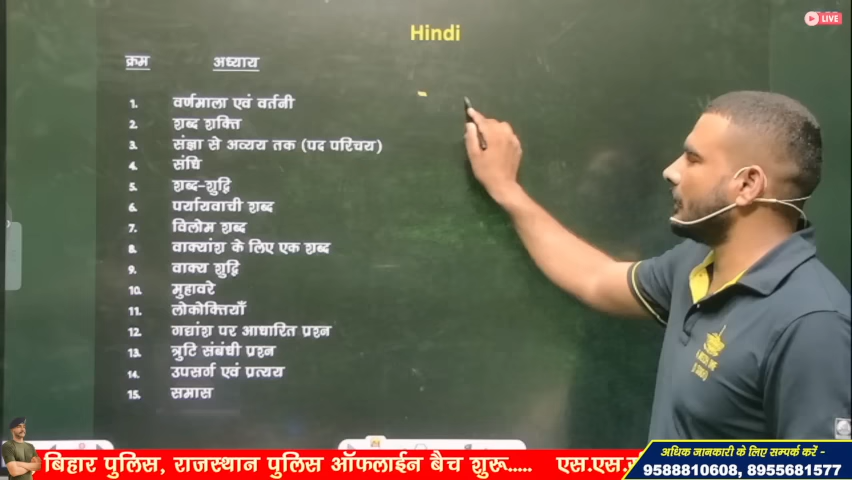 Hindi
LIVE
क्रम अध्याय
1. वर्णमाला एवं वर्तनी
2. शब्द शक्ति
3. संज्ञा से अव्यय तक (पद परिचय)
4. संधि
5. शब्द-शुद्धि
6. पर्यायवाची शब्द
7. विलोम शब्द
8. वाक्यांश के लिए एक शब्द
9. वाक्य शुद्धि
10. मुहावरे
11. लोकोक्तियाँ
12. गद्यांश पर आधारित प्रश्न
13. त्रुटि संबंधी प्रश्न
14. उपसर्ग एवं प्रत्यय
15. समास
बिहार पुलिस, राजस्थान पुलिस ऑफलाईन बैच शुरू..... एस.एस.
अधिक जानकारी के लिए सम्पर्क करें -
9588810608, 8955681577